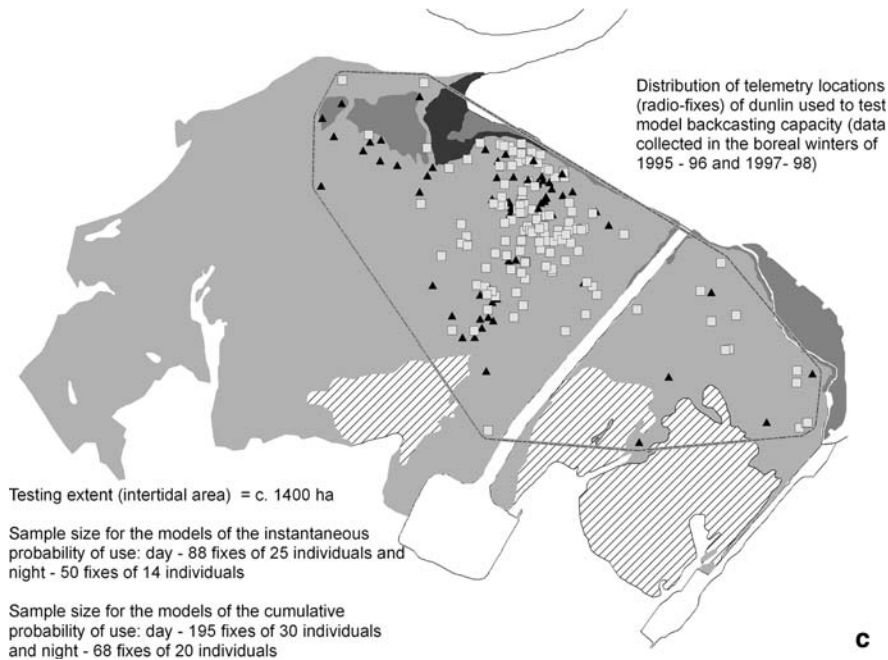 Distribution of telemetry locations
(radio-fixes) of dunlin used to test
model backcasting capacity (data
collected in the boreal winters of
1995 - 96 and 1997- 98)
Testing extent (intertidal area) = c. 1400 ha
Sample size for the models of the instantaneous
probability of use: day - 88 fixes of 25 individuals and
night - 50 fixes of 14 individuals
Sample size for the models of the cumulative
probability of use: day - 195 fixes of 30 individuals
and night - 68 fixes of 20 individuals
c